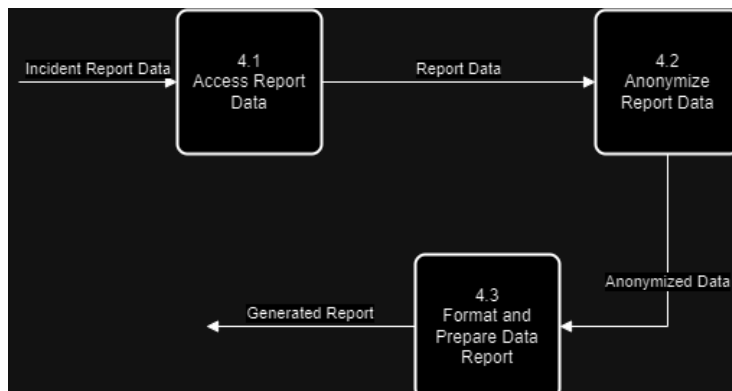 Incident Report Data
4.1
Access Report
Data
Report Data
4.2
Anonymize
Report Data
Anonymized Data
4.3
Format and
Prepare Data
Report
Generated Report